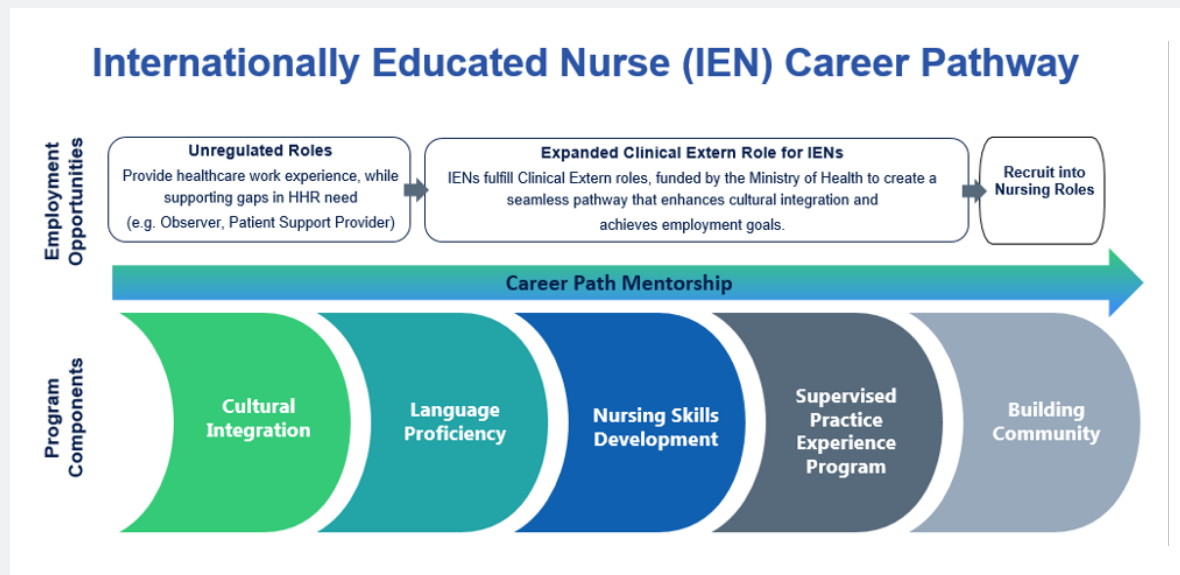 Internationally Educated Nurse (IEN) Career Pathway
Employment
Opportunities
Unregulated Roles
Provide healthcare work experience, while
supporting gaps in HHR need
(e.g. Observer, Patient Support Provider)
Expanded Clinical Extern Role for IENs
IENs fulfill Clinical Extern roles, funded by the Ministry of Health to create a
seamless pathway that enhances cultural integration and
achieves employment goals.
Recruit into
Nursing Roles
Career Path Mentorship
Program
Components
Cultural
Integration
Language
Proficiency
Nursing Skills
Development
Supervised
Practice
Experience
Program
Building
Community